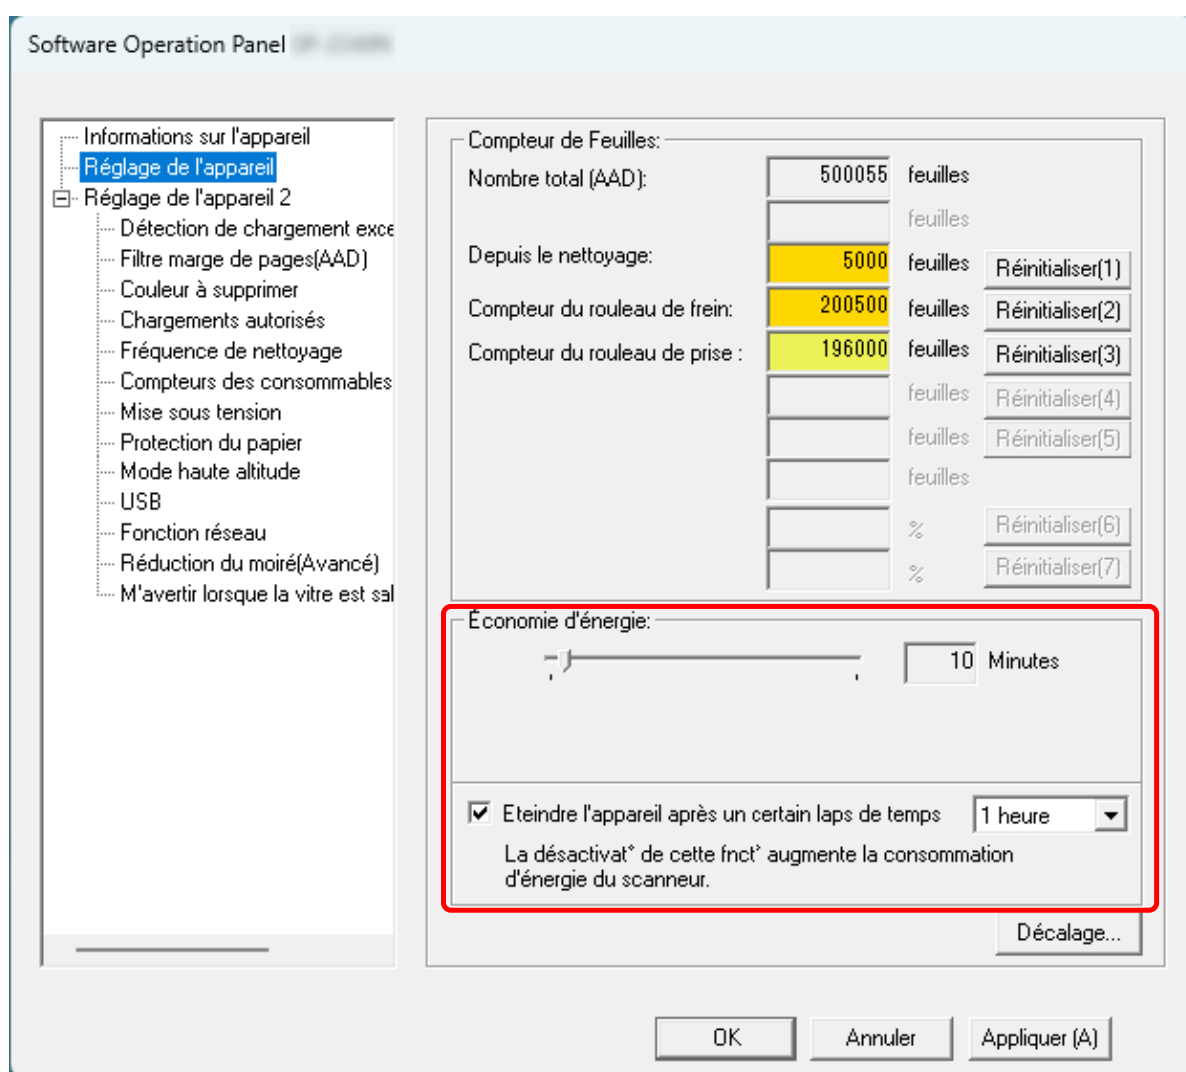 Software Operation Panel
Informations sur l'appareil
Réglage de l'appareil
Réglage de l'appareil 2
Détection de chargement exce
Filtre marge de pages(AAD)
Couleur à supprimer
Chargements autorisés
Fréquence de nettoyage
Compteurs des consommables
Mise sous tension
Protection du papier
Mode haute altitude
USB
Fonction réseau
Réduction du moiré(Avancé)
M'avertir lorsque la vitre est sal
Compteur de Feuilles:
Nombre total (AAD): 500055 feuilles
feuilles
Depuis le nettoyage: 5000 feuilles Réinitialiser(1)
Compteur du rouleau de frein: 200500 feuilles Réinitialiser(2)
Compteur du rouleau de prise : 196000 feuilles Réinitialiser(3)
feuilles Réinitialiser(4)
feuilles Réinitialiser(5)
feuilles
% Réinitialiser(6)
% Réinitialiser(7)
Économie d'énergie:
10 Minutes
Eteindre l'appareil après un certain laps de temps 1 heure
La désactivat° de cette fnct° augmente la consommation
d'énergie du scanneur.
Décalage...
OK Annuler Appliquer (A)